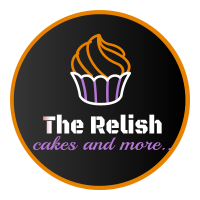 The Relish
cakes and more..